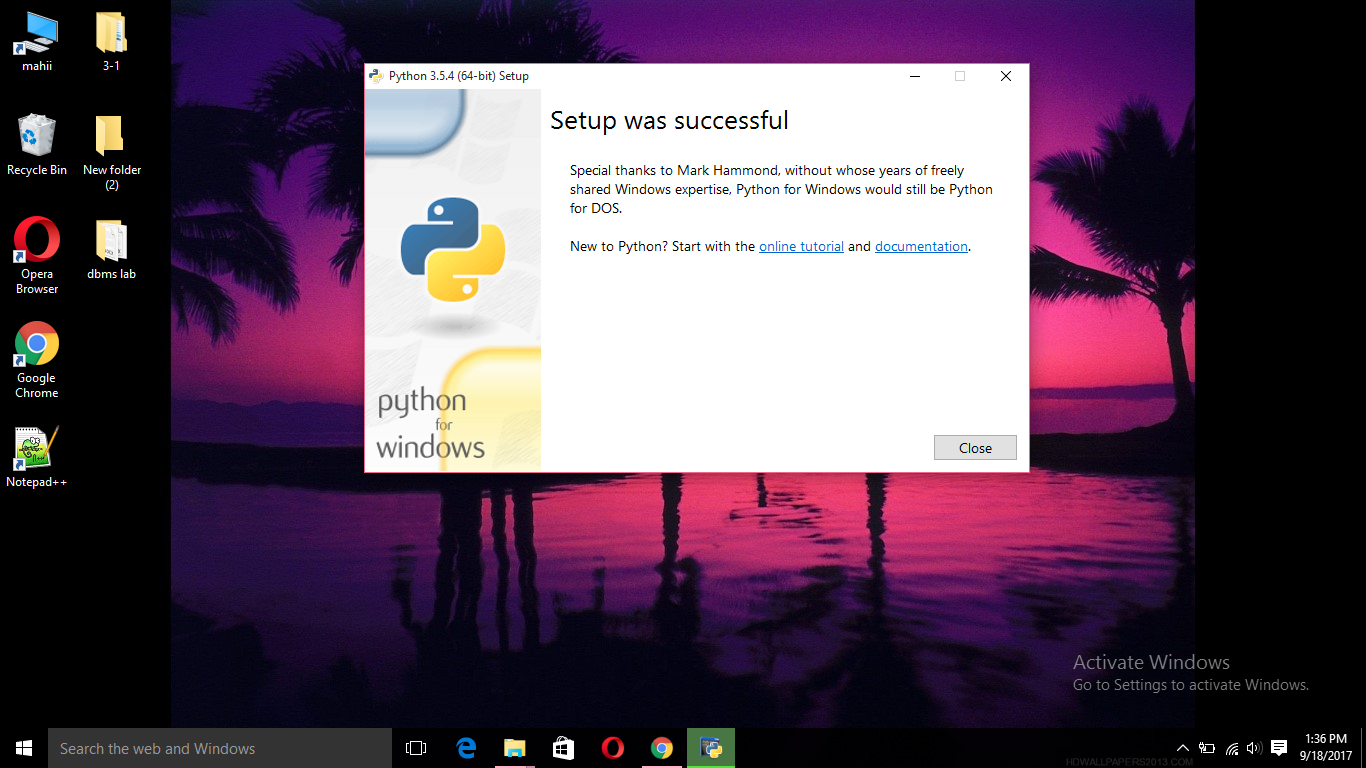 mahii
3-1
Recycle Bin
New folder
(2)
Opera
Browser
dbms lab
Google
Chrome
Notepad++
Python 3.5.4 (64-bit) Setup
Setup was successful
Special thanks to Mark Hammond, without whose years of freely
shared Windows expertise, Python for Windows would still be Python
for DOS.
New to Python? Start with the online tutorial and documentation.
python
for
windows
Close
Activate Windows
Go to Settings to activate Windows.
HDWALLPAPERS2013.COM
Search the web and Windows
1:36 PM
9/18/2017